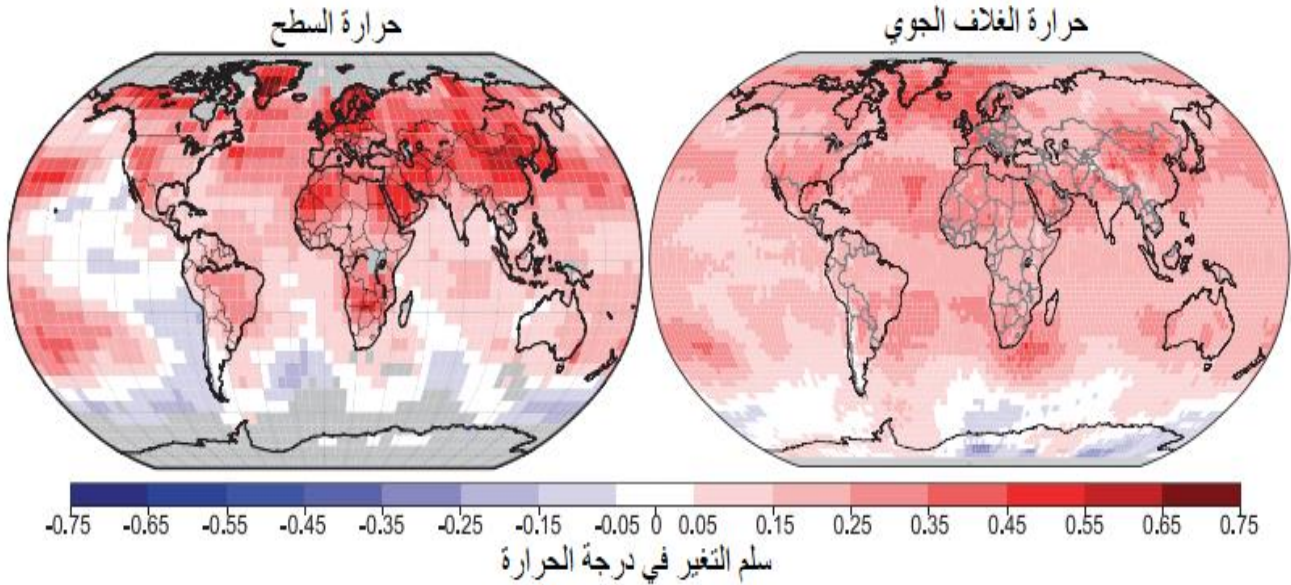 حرارة الغلاف الجوي
حرارة السطح
-0.75 -0.65 -0.55 -0.45 -0.35 -0.25 -0.15 -0.05 0 0.05 0.15 0.25 0.35 0.45 0.55 0.65 0.75
سلم التغير في درجة الحرارة